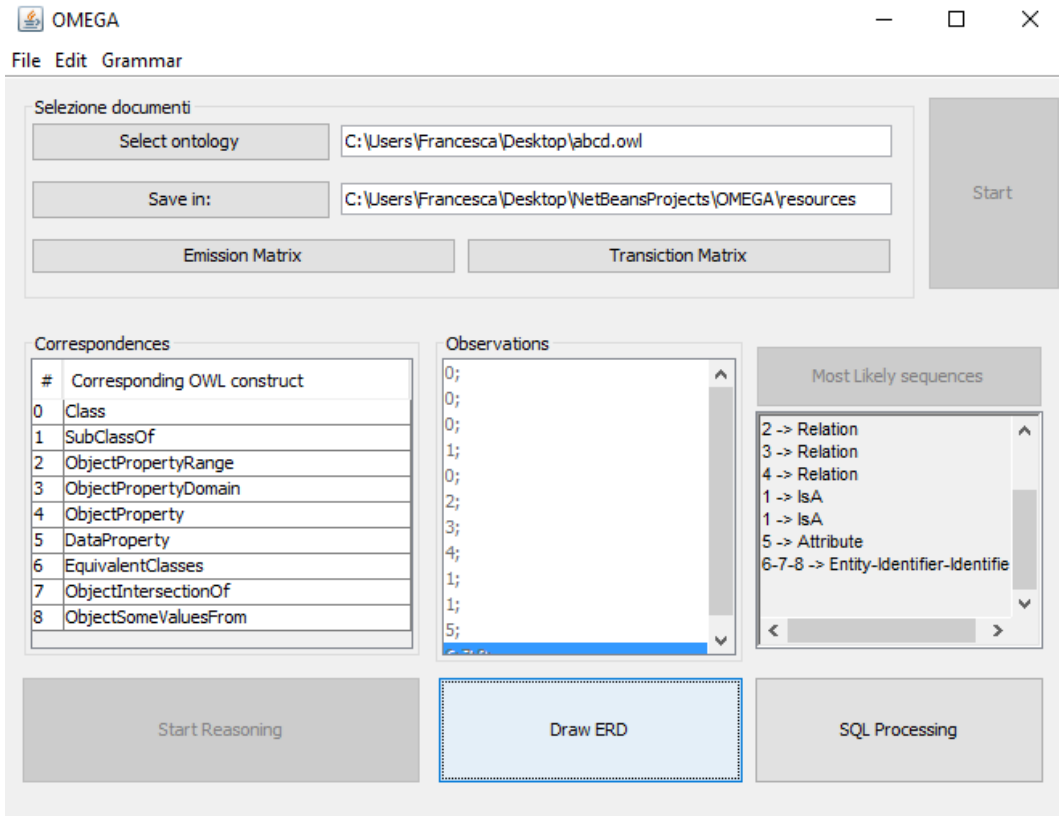 OMEGA
File Edit Grammar
Selezione documenti
Select ontology
C:\Users\Francesca\Desktop\abcd.owl
Start
Save in:
C:\Users\Francesca\Desktop\NetBeansProjects\OMEGA\resources
Emission Matrix
Transiction Matrix
Correspondences
# Corresponding OWL construct
0 Class
1 SubClassOf
2 ObjectPropertyRange
3 ObjectPropertyDomain
4 ObjectProperty
5 DataProperty
6 EquivalentClasses
7 ObjectIntersectionOf
8 ObjectSomeValuesFrom
Observations
0;
0;
0;
1;
0;
2;
3;
4;
1;
1;
5;
Most Likely sequences
2 -> Relation
3 -> Relation
4 -> Relation
1 -> IsA
1 -> IsA
5 -> Attribute
6-7-8 -> Entity-Identifier-Identifie
Start Reasoning
Draw ERD
SQL Processing